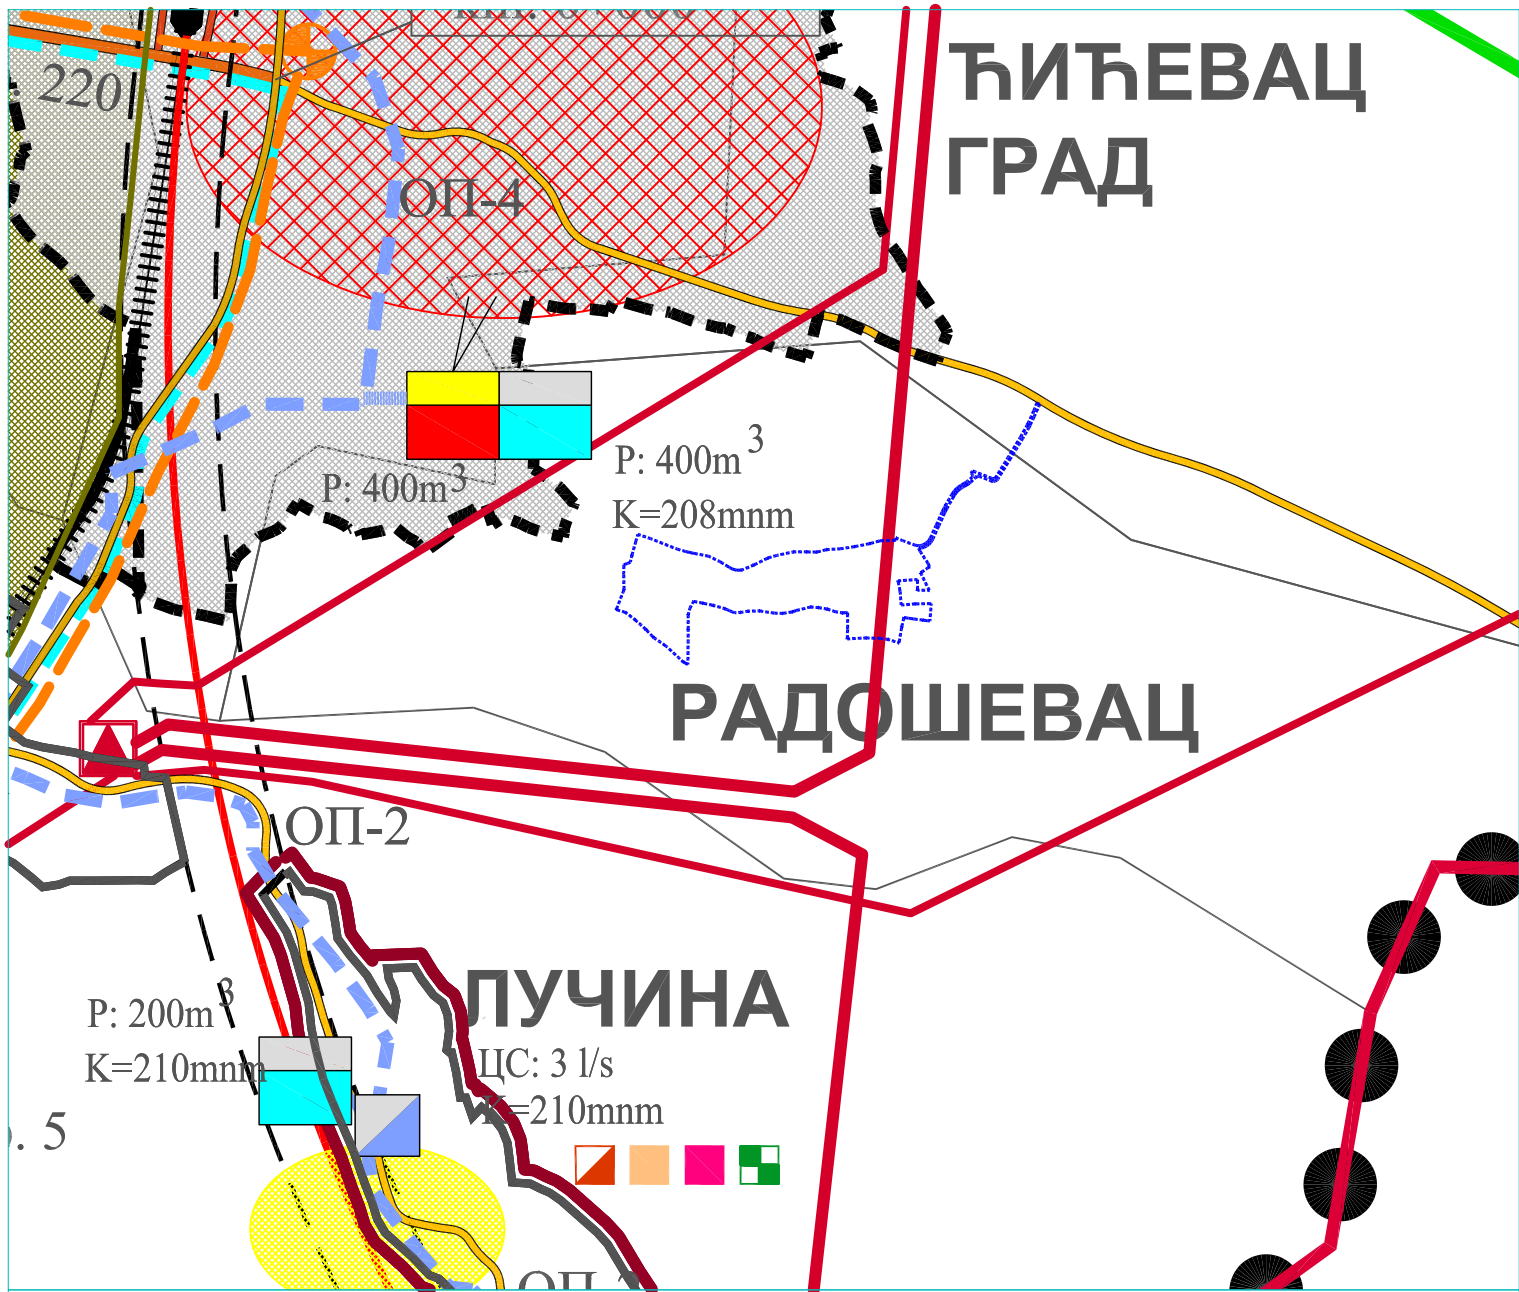 ЋИЋЕВАЦ
ГРАД
220
ОП-4
Р: 400m³
К=208mnm
Р: 400m³
РАДОШЕВАЦ
ОП-2
ЛУЧИНА
Р: 200m³
К=210mnm
ЦС: 3 l/s
К=210mnm
. 5